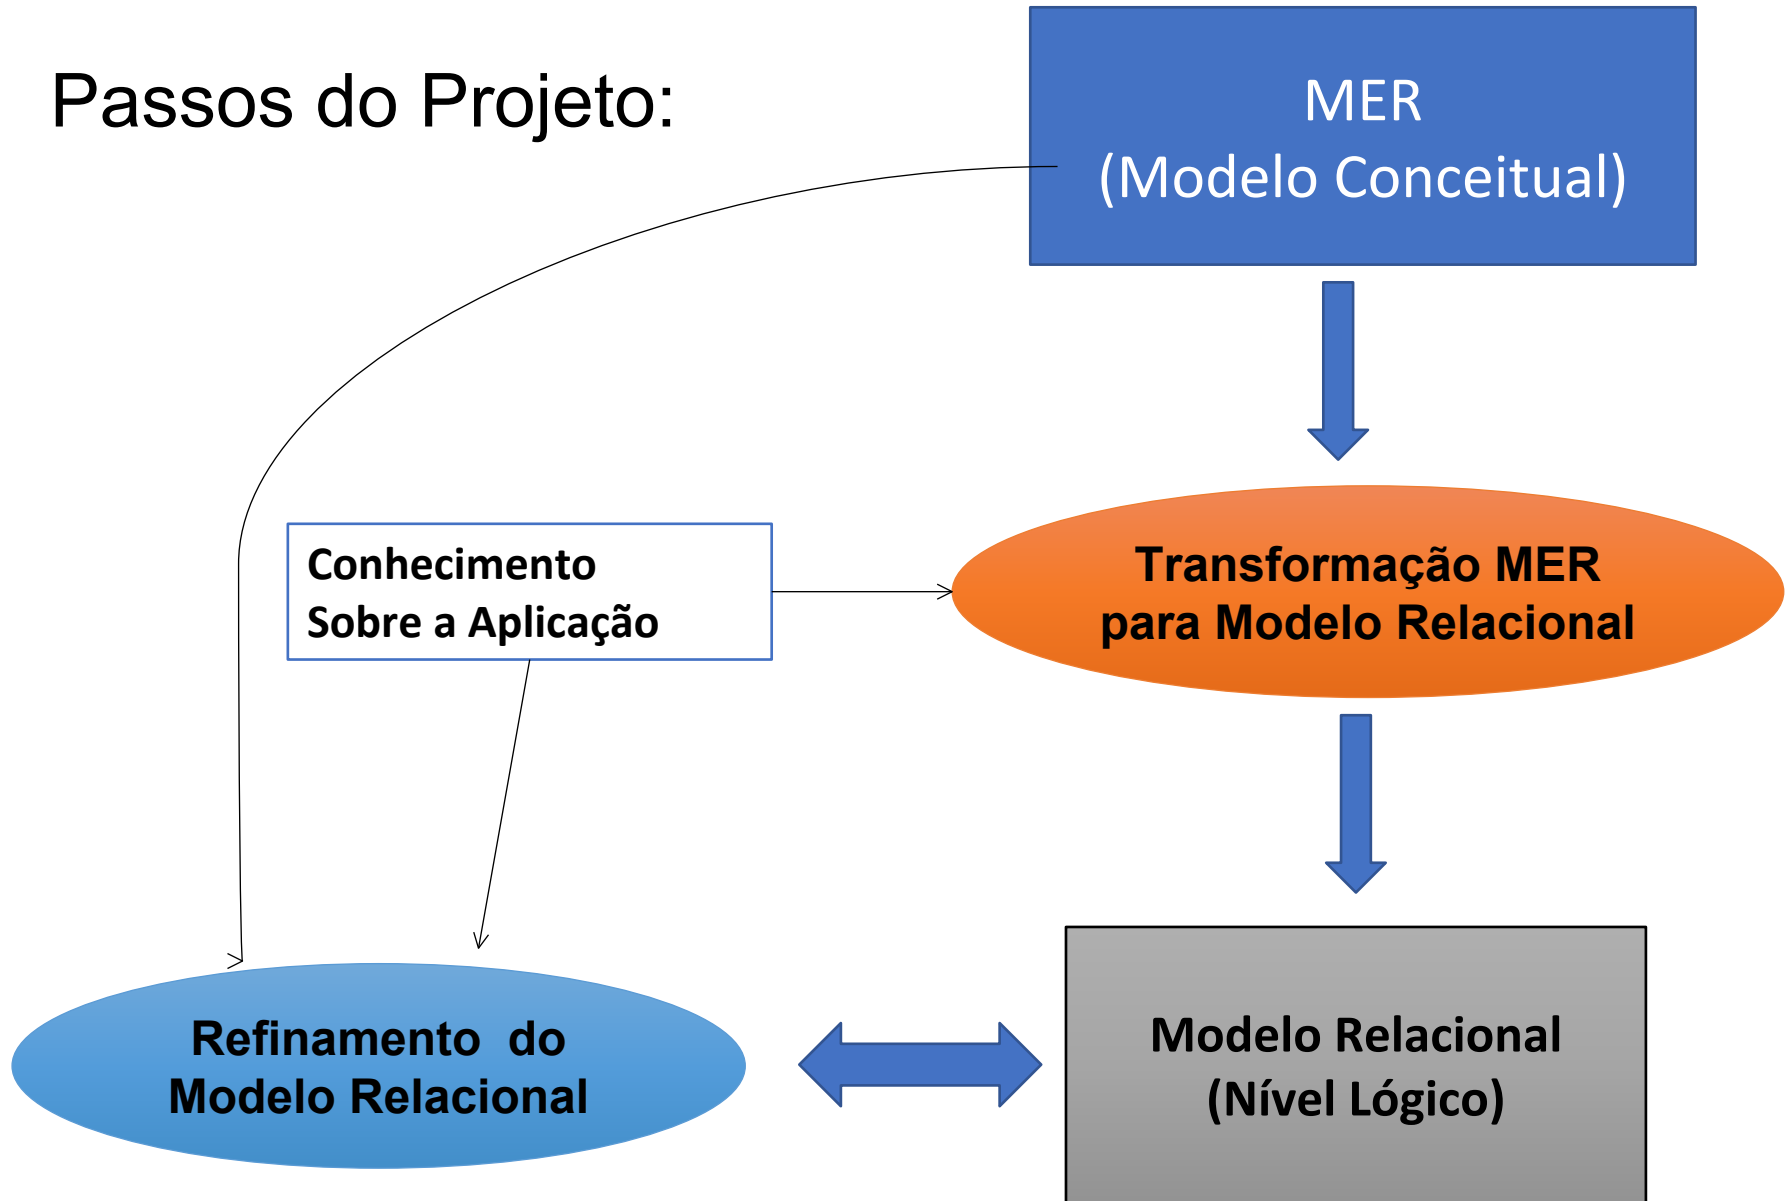 Passos do Projeto:
MER
(Modelo Conceitual)
Conhecimento
Sobre a Aplicação
Transformação MER
para Modelo Relacional
Refinamento  do
Modelo Relacional
Modelo Relacional
(Nível Lógico)